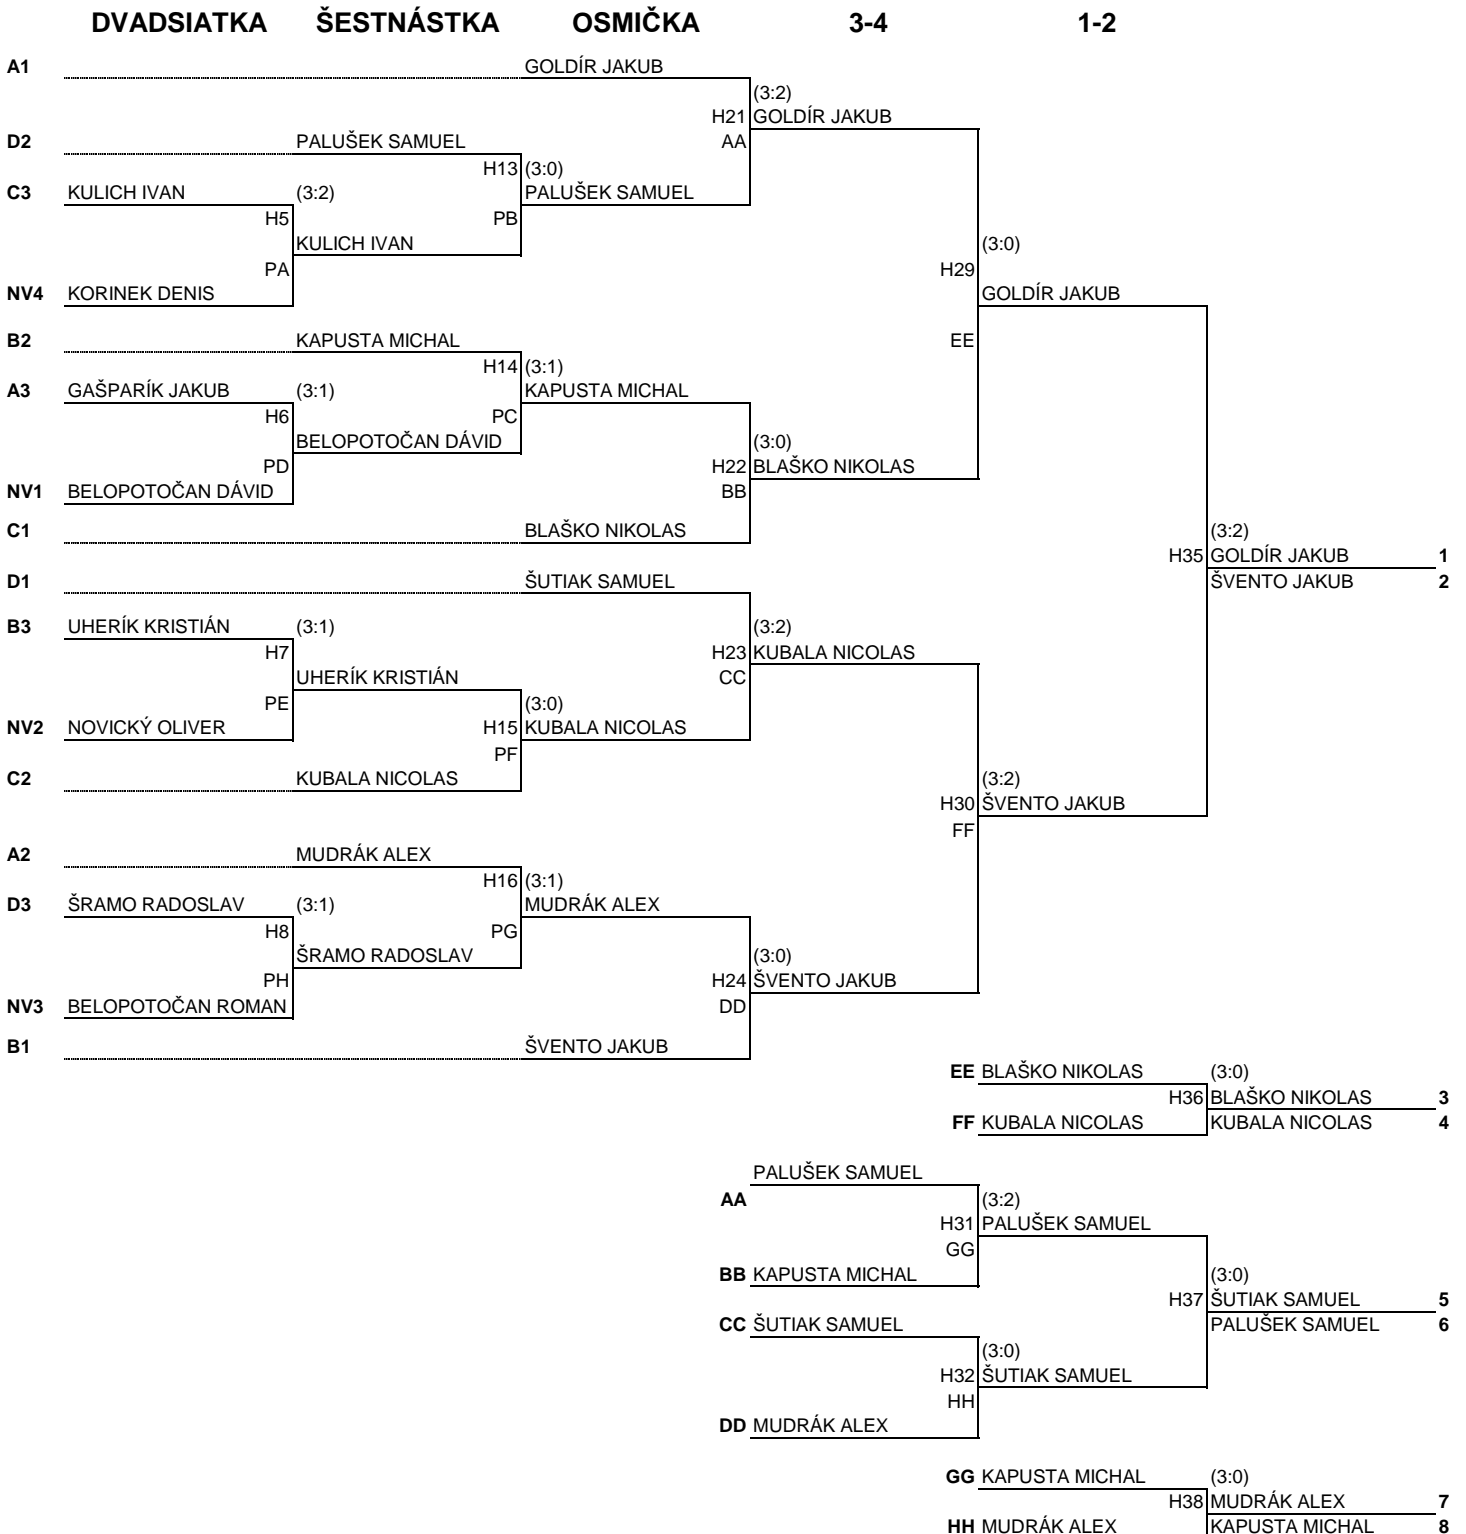 DVADSIATKA ŠESTNÁSTKA OSMIČKA 3-4 1-2
A1 GOLDÍR JAKUB
(3:2)
H21 GOLDÍR JAKUB
D2 PALUŠEK SAMUEL AA
H13 (3:0)
C3 KULICH IVAN (3:2) PALUŠEK SAMUEL
H5 PB
KULICH IVAN (3:0)
PA H29
NV4 KORINEK DENIS GOLDÍR JAKUB
B2 KAPUSTA MICHAL EE
H14 (3:1)
A3 GAŠPARÍK JAKUB (3:1) KAPUSTA MICHAL
H6 PC
BELOPOTOČAN DÁVID (3:0)
PD H22 BLAŠKO NIKOLAS
NV1 BELOPOTOČAN DÁVID BB
C1 BLAŠKO NIKOLAS (3:2)
H35 GOLDÍR JAKUB 1
D1 ŠUTIAK SAMUEL ŠVENTO JAKUB 2
B3 UHERÍK KRISTIÁN (3:1) (3:2)
H7 H23 KUBALA NICOLAS
UHERÍK KRISTIÁN CC
PE (3:0)
NV2 NOVICKÝ OLIVER H15 KUBALA NICOLAS
PF
C2 KUBALA NICOLAS (3:2)
H30 ŠVENTO JAKUB
FF
A2 MUDRÁK ALEX
H16 (3:1)
D3 ŠRAMO RADOSLAV (3:1) MUDRÁK ALEX
H8 PG
ŠRAMO RADOSLAV (3:0)
PH H24 ŠVENTO JAKUB
NV3 BELOPOTOČAN ROMAN DD
B1 ŠVENTO JAKUB
EE BLAŠKO NIKOLAS (3:0)
H36 BLAŠKO NIKOLAS 3
FF KUBALA NICOLAS KUBALA NICOLAS 4
PALUŠEK SAMUEL
AA (3:2)
H31 PALUŠEK SAMUEL
GG
BB KAPUSTA MICHAL (3:0)
H37 ŠUTIAK SAMUEL 5
CC ŠUTIAK SAMUEL PALUŠEK SAMUEL 6
(3:0)
H32 ŠUTIAK SAMUEL
HH
DD MUDRÁK ALEX
GG KAPUSTA MICHAL (3:0)
H38 MUDRÁK ALEX 7
HH MUDRÁK ALEX KAPUSTA MICHAL 8